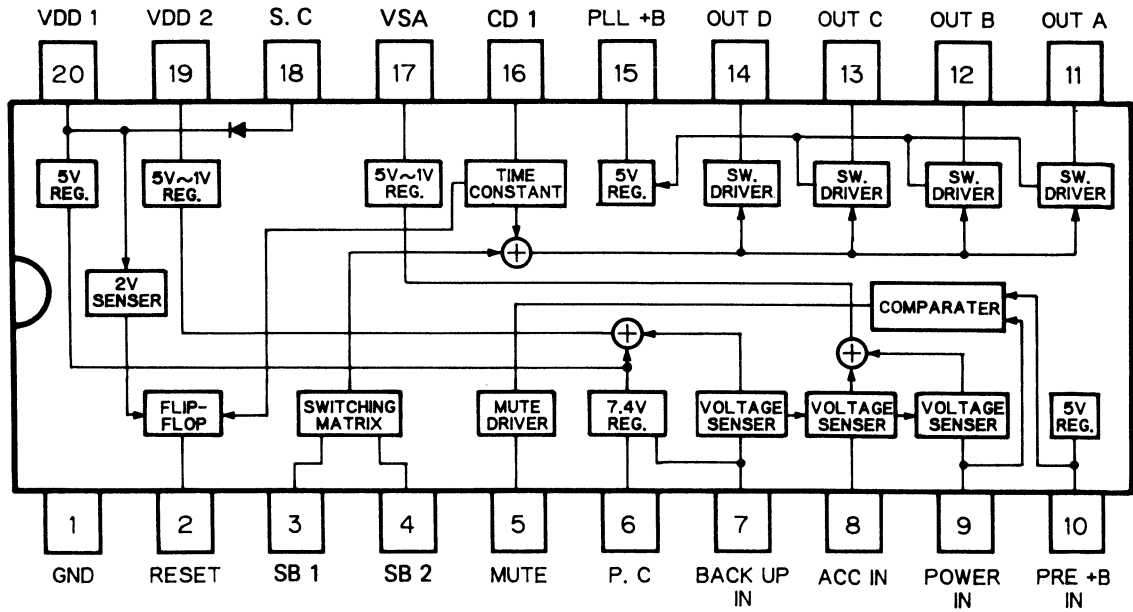 VDD 1
VDD 2
S. C
VSA
CD 1
PLL +B
OUT D
OUT C
OUT B
OUT A
20
19
18
17
16
15
14
13
12
11
5V
REG.
5V~1V
REG.
5V~1V
REG.
TIME
CONSTANT
5V
REG.
SW.
DRIVER
SW.
DRIVER
SW.
DRIVER
SW.
DRIVER
2V
SENSER
COMPARATER
FLIP-
FLOP
SWITCHING
MATRIX
MUTE
DRIVER
7.4V
REG.
VOLTAGE
SENSER
VOLTAGE
SENSER
VOLTAGE
SENSER
5V
REG.
1
2
3
4
5
6
7
8
9
10
GND
RESET
SB 1
SB 2
MUTE
P. C
BACK UP
IN
ACC IN
POWER
IN
PRE +B
IN